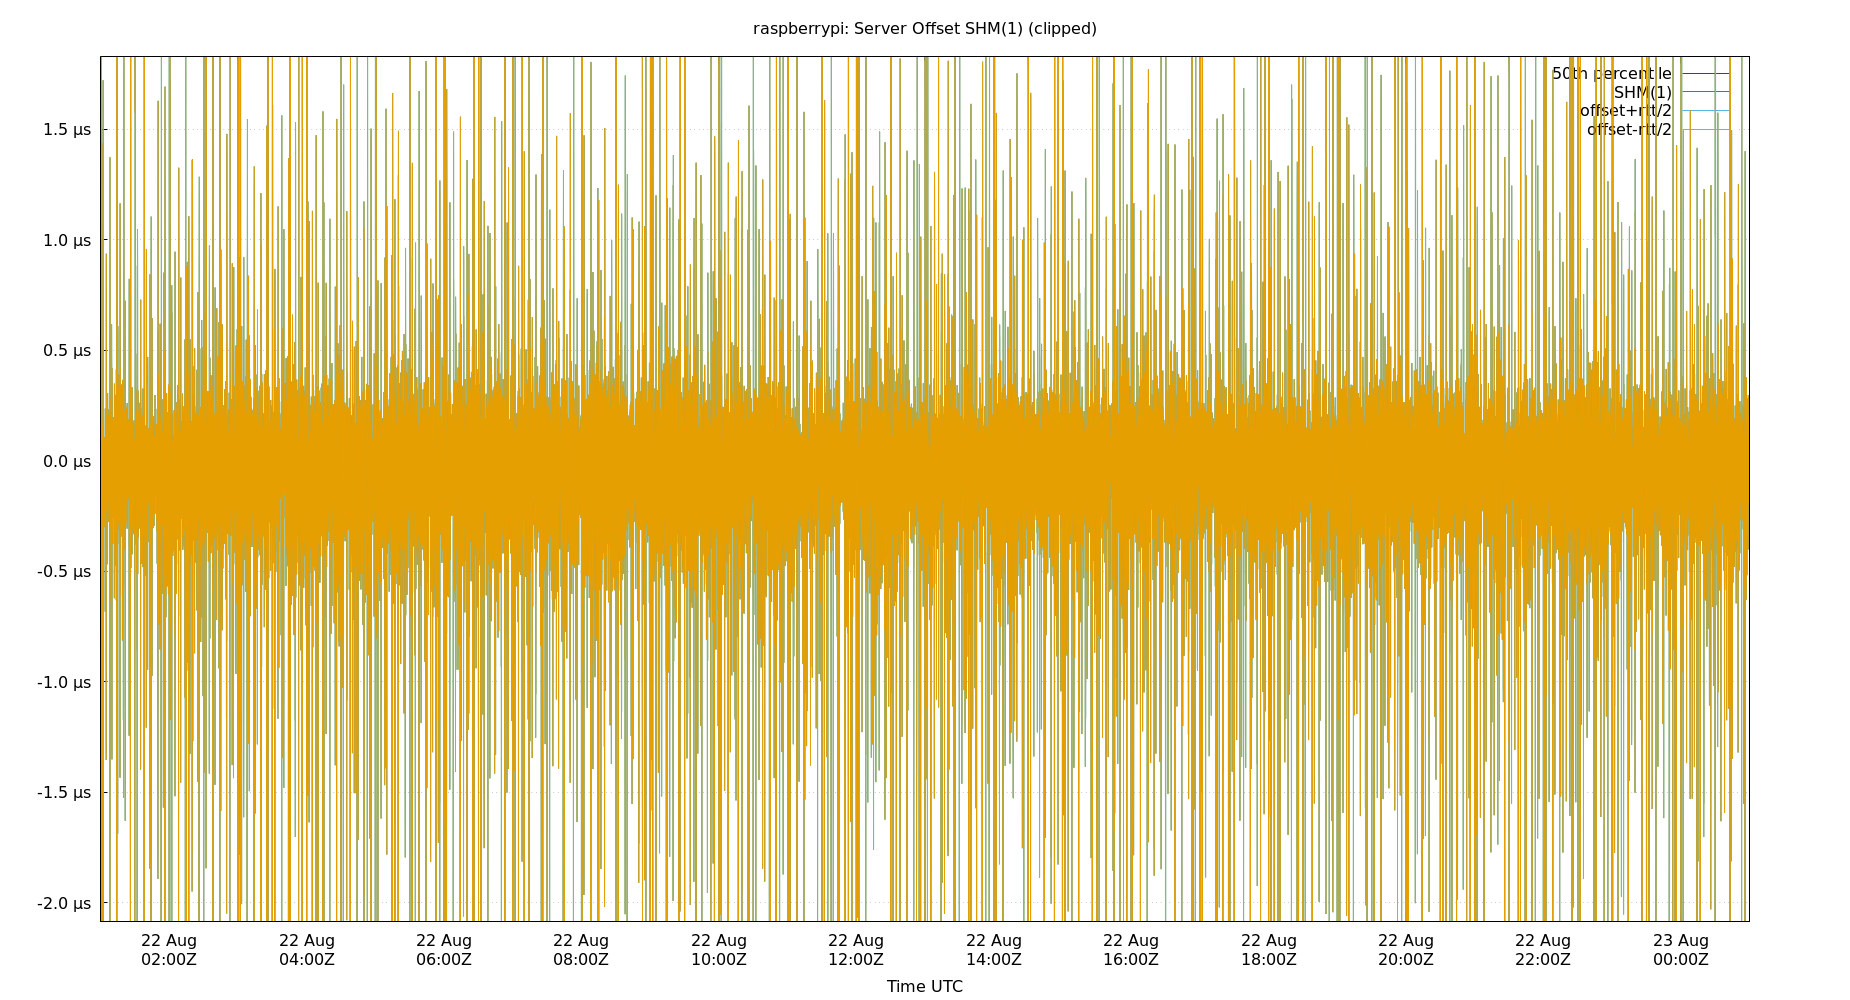 raspberrypi: Server Offset SHM(1) (clipped)
50th percentile
SHM(1)
offset+rtt/2
offset-rtt/2
1.5 µs
1.0 µs
0.5 µs
0.0 µs
-0.5 µs
-1.0 µs
-1.5 µs
-2.0 µs
22 Aug 22 Aug 22 Aug 22 Aug 22 Aug 22 Aug 22 Aug 22 Aug 22 Aug 22 Aug 22 Aug 23 Aug
02:00Z 04:00Z 06:00Z 08:00Z 10:00Z 12:00Z 14:00Z 16:00Z 18:00Z 20:00Z 22:00Z 00:00Z
Time UTC